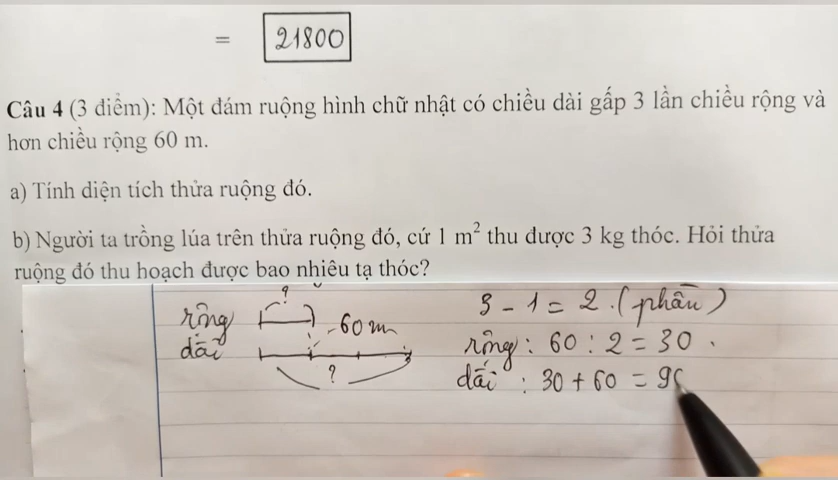 = 21800
Câu 4 (3 điểm): Một đám ruộng hình chữ nhật có chiều dài gấp 3 lần chiều rộng và
hơn chiều rộng 60 m.
a) Tính diện tích thửa ruộng đó.
b) Người ta trồng lúa trên thửa ruộng đó, cứ 1 m² thu được 3 kg thóc. Hỏi thửa
ruộng đó thu hoạch được bao nhiêu tạ thóc?
?
rộng 60 m
dài
?
3 - 1 = 2 (phần)
rộng: 60 : 2 = 30
dài : 30 + 60 = 90